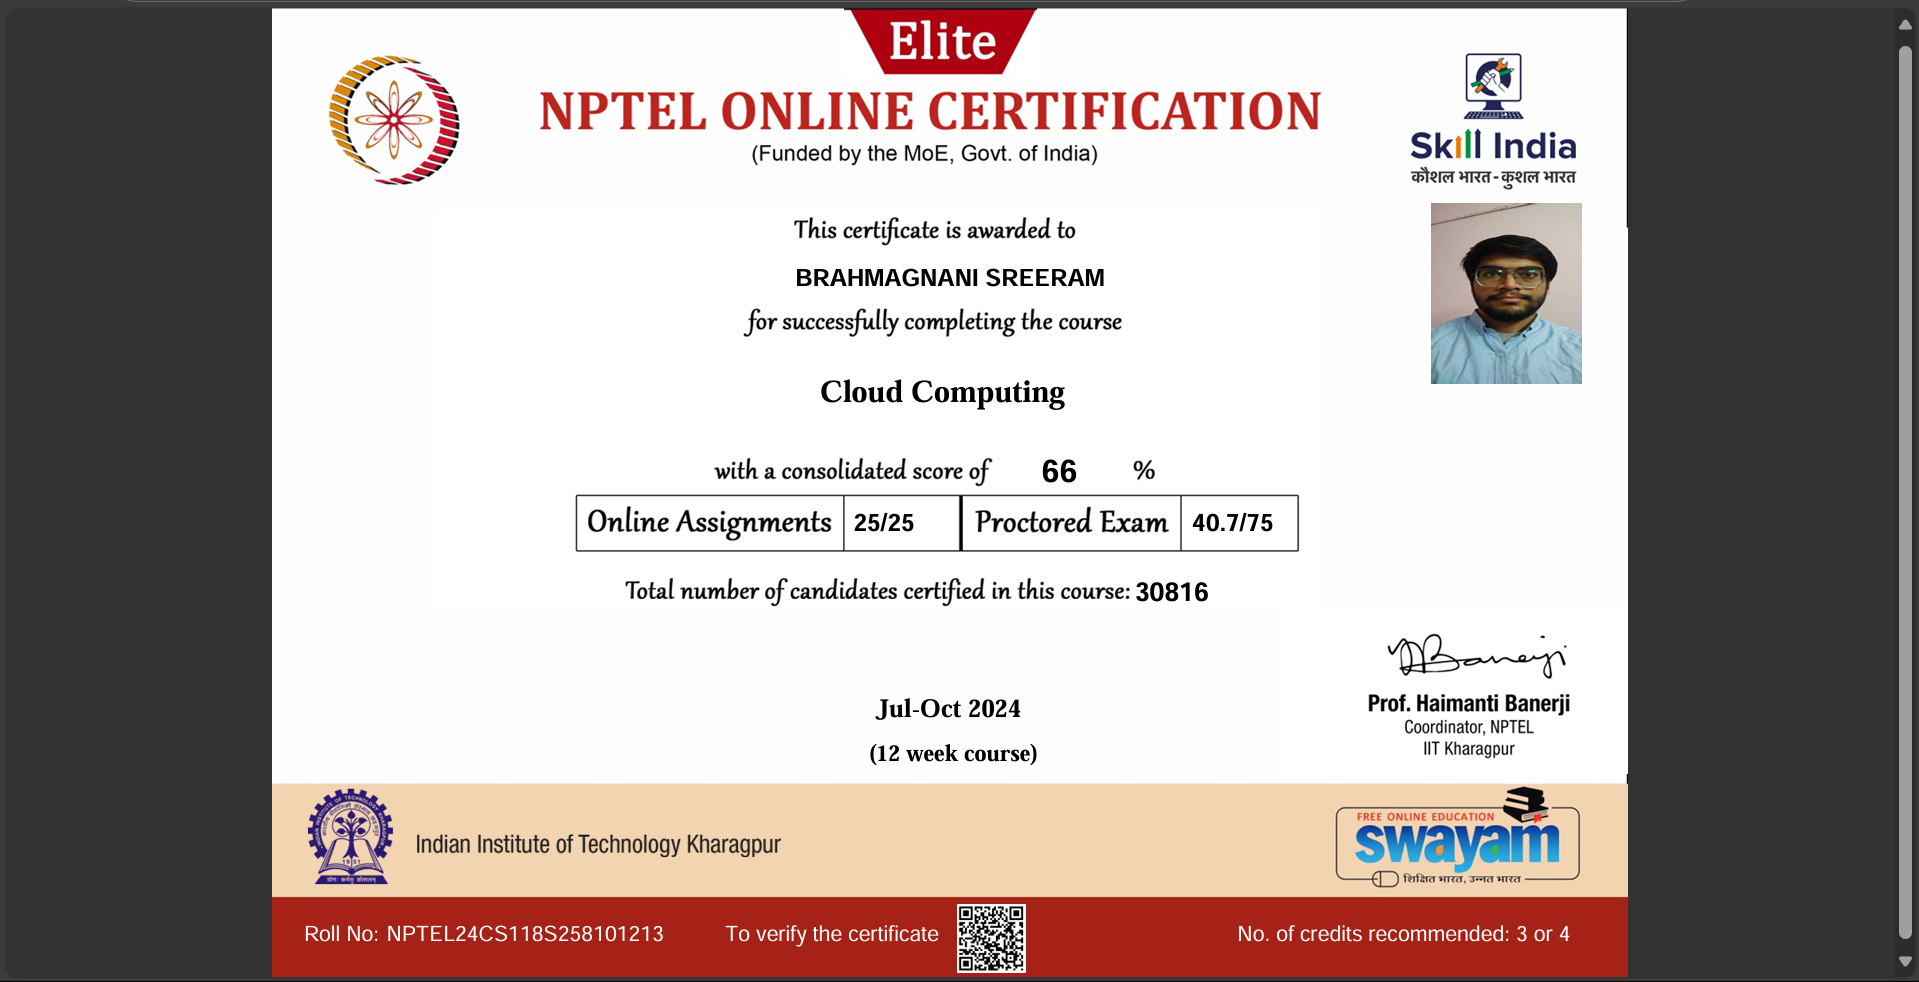 Elite
NPTEL ONLINE CERTIFICATION
(Funded by the MoE, Govt. of India)
Skill India
कौशल भारत - कुशल भारत
This certificate is awarded to
BRAHMAGNANI SREERAM
for successfully completing the course
Cloud Computing
with a consolidated score of 66 %
Online Assignments 25/25 Proctored Exam 40.7/75
Total number of candidates certified in this course: 30816
Prof. Haimanti Banerji
Coordinator, NPTEL
IIT Kharagpur
Jul-Oct 2024
(12 week course)
Indian Institute of Technology Kharagpur
1951
FREE ONLINE EDUCATION
swayam
शिक्षित भारत, उन्नत भारत
Roll No: NPTEL24CS118S258101213
To verify the certificate
No. of credits recommended: 3 or 4